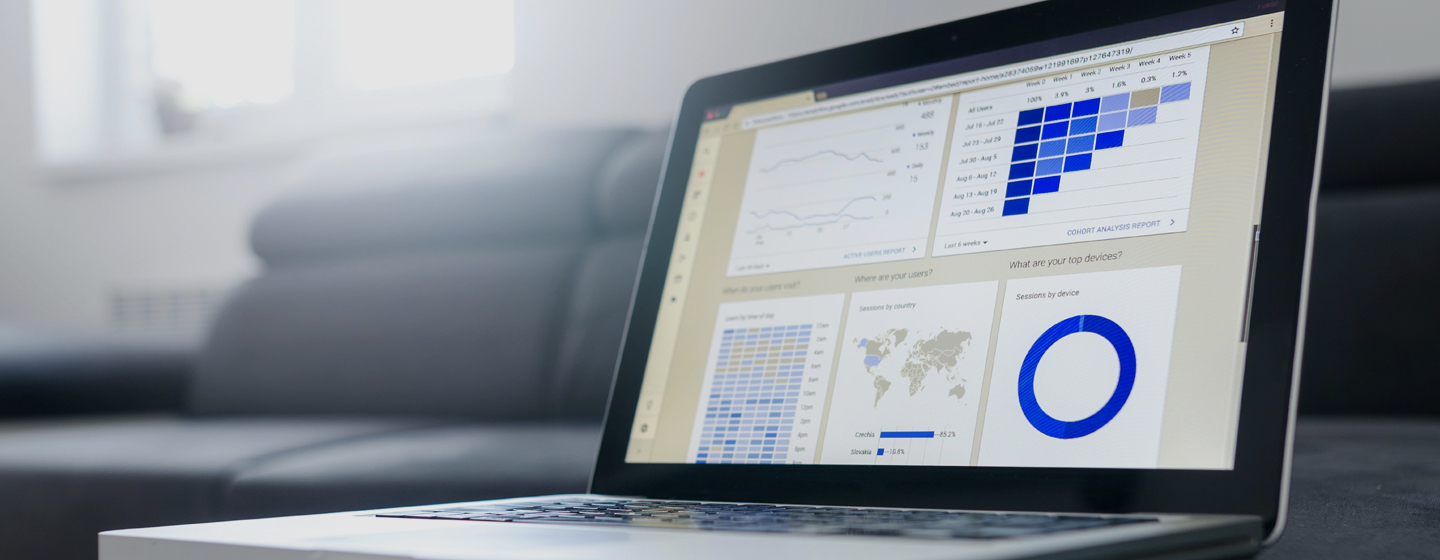 Monthly
488
Weekly
153
Daily
15
Last 30 days
ACTIVE USERS REPORT
Week 0 Week 1 Week 2 Week 3 Week 4 Week 5
All Users 100% 3.9% 3% 1.6% 0.3% 1.2%
Jul 16 - Jul 22
Jul 23 - Jul 29
Jul 30 - Aug 5
Aug 6 - Aug 12
Aug 13 - Aug 19
Aug 20 - Aug 26
Last 6 weeks
COHORT ANALYSIS REPORT
When do your users visit?
Users by time of day
12am
2am
4am
6am
8am
10am
12pm
2pm
4pm
6pm
8pm
Where are your users?
Sessions by country
Czechia 85.2%
Slovakia 10.8%
What are your top devices?
Sessions by device